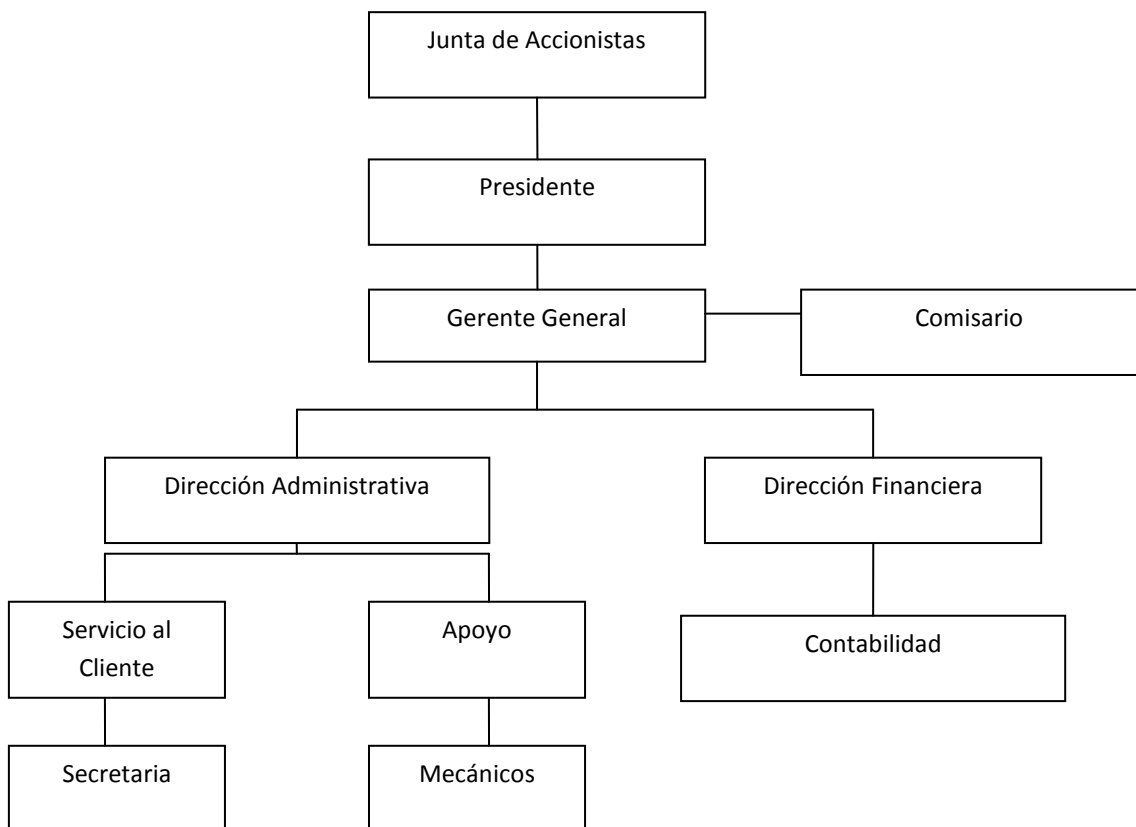 Junta de Accionistas
Presidente
Gerente General
Comisario
Dirección Administrativa
Dirección Financiera
Servicio al
Cliente
Apoyo
Contabilidad
Secretaria
Mecánicos